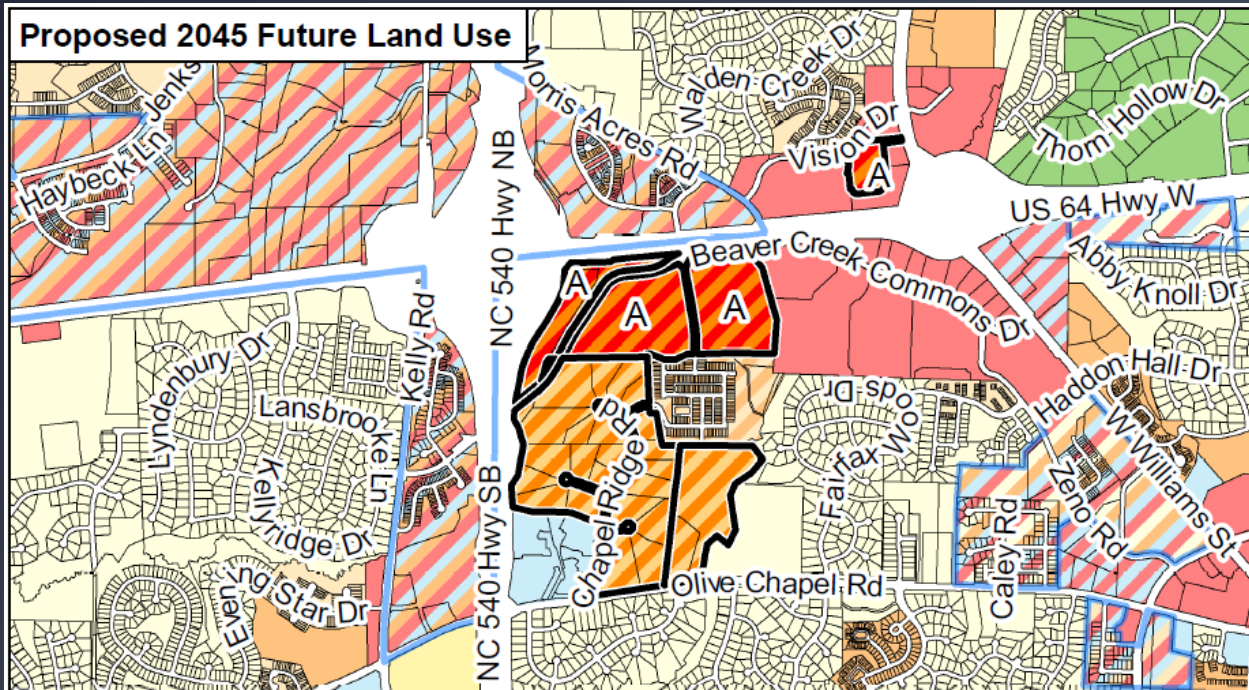 Proposed 2045 Future Land Use
Jenks
Haybeck Ln
Morris Acres Rd
Walden Creek Dr
Vision Dr
A
Thorn Hollow Dr
NC 540 Hwy NB
US 64 Hwy W
Beaver Creek Commons Dr
Abby Knoll Dr
A
A
A
Kelly Rd
Lyndenbury Dr
Lansbrooke Ln
Kellyridge Dr
Chapel Ridge Rd
Fairfax Woods Dr
Haddon Hall Dr
W Williams St
Zeno Rd
Caley Rd
NC 540 Hwy SB
Olive Chapel Rd
Evening Star Dr